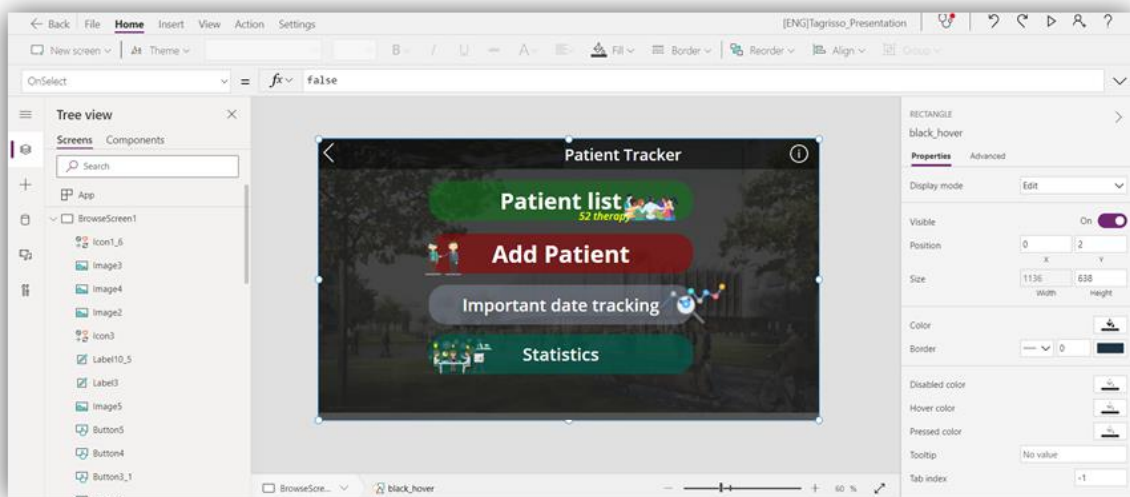 Back File Home Insert View Action Settings [ENG]Tagrisso_Presentation
New screen Theme B I U A Fill Border Reorder Align Group
OnSelect = fx false
Tree view
Screens Components
Search
App
BrowseScreen1
Icon1_6
Image3
Image4
Image2
Icon3
Label10_5
Label3
Image5
Button5
Button4
Button3_1
Patient Tracker
Patient list
52 therapy
Add Patient
Important date tracking
Statistics
BrowseScre... black_hover 60 %
RECTANGLE
black_hover
Properties Advanced
Display mode Edit
Visible On
Position 0 2
X Y
Size 1136 638
Width Height
Color
Border 0
Disabled color
Hover color
Pressed color
Tooltip No value
Tab index -1